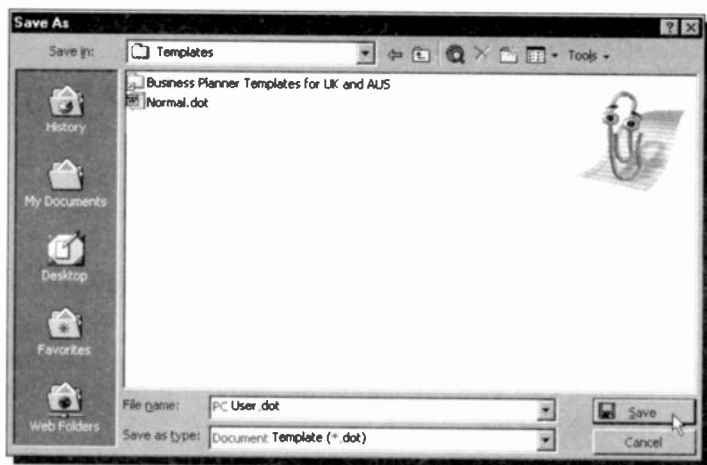 Save As
Save in:
Templates
Tools
Business Planner Templates for UK and AUS
Normal.dot
History
My Documents
Desktop
Favorites
Web Folders
File name:
PC User.dot
Save
Save as type:
Document Template (*.dot)
Cancel